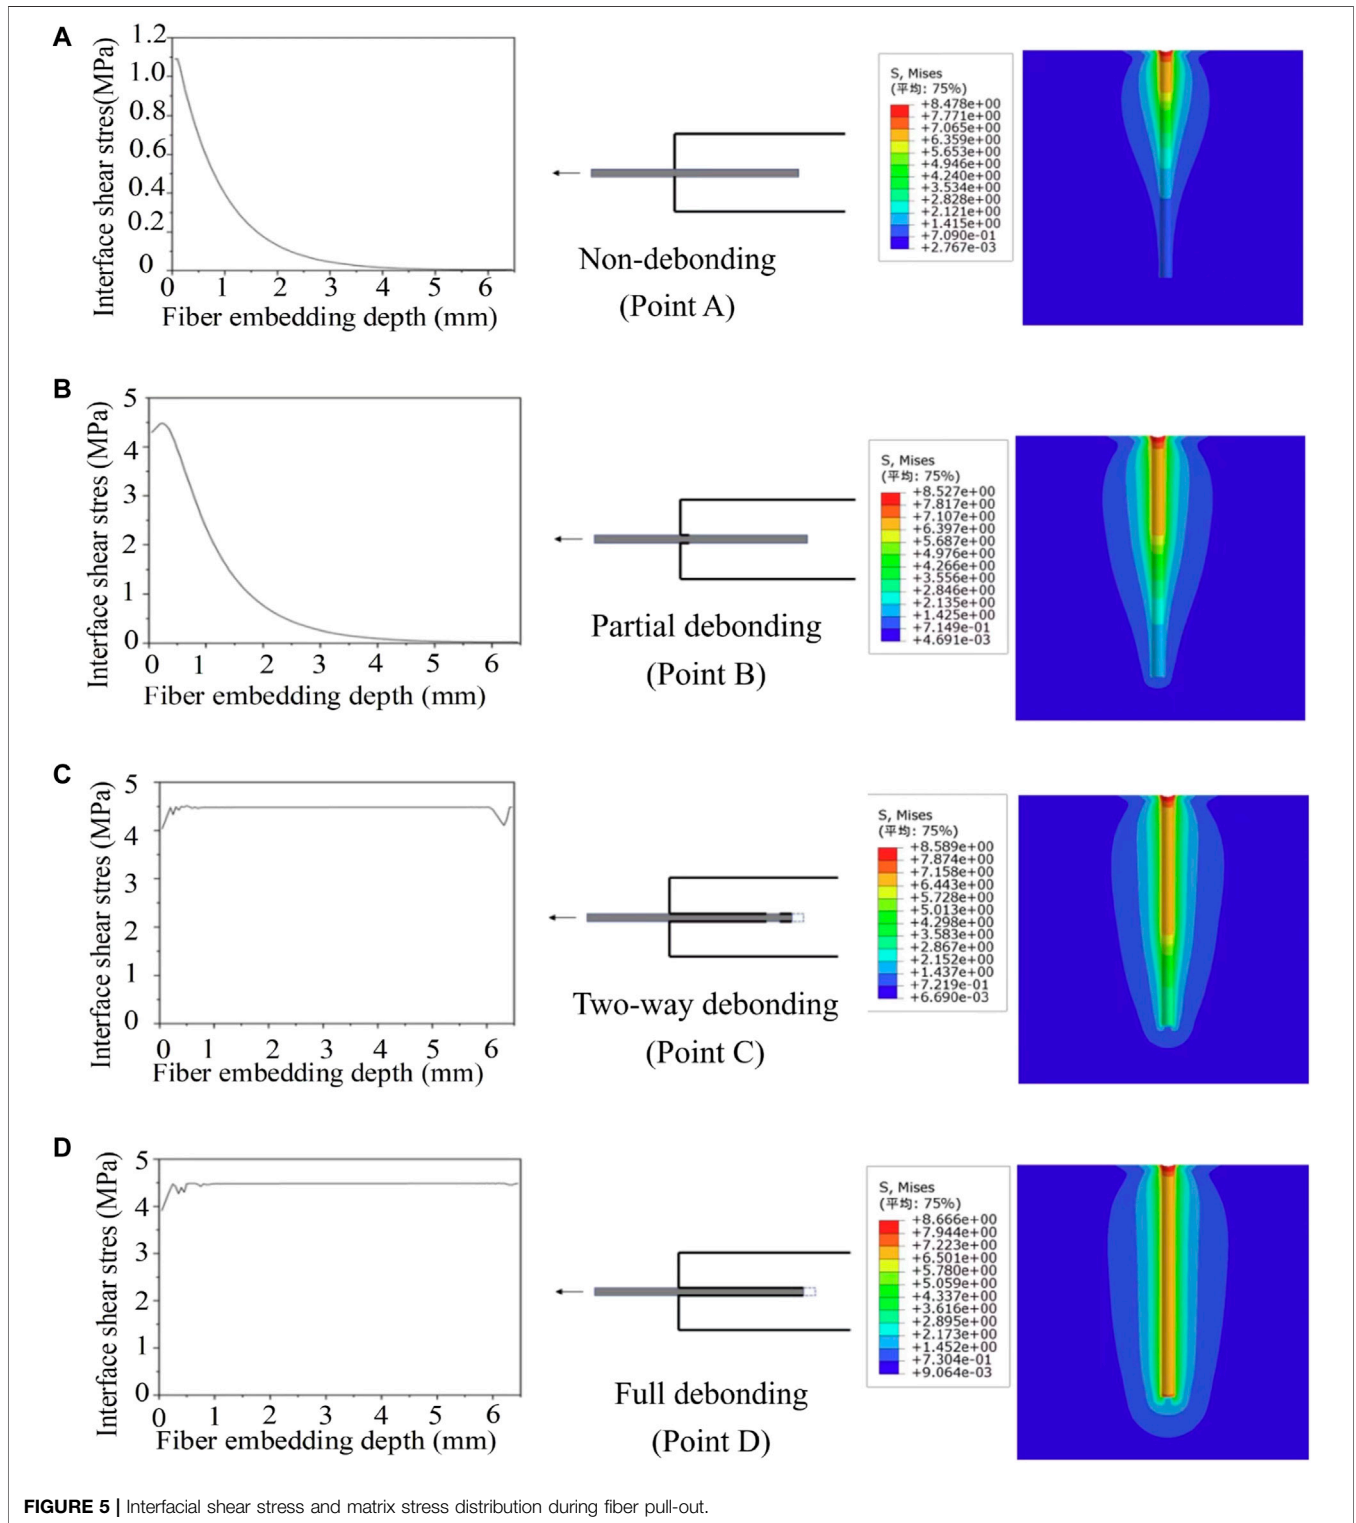 A
1.2
1.0
0.8
0.6
0.4
0.2
0
0 1 2 3 4 5 6
Interface shear stres(MPa)
Fiber embedding depth (mm)
Non-debonding
(Point A)
S, Mises
(平均: 75%)
+8.478e+00
+7.771e+00
+7.065e+00
+6.359e+00
+5.653e+00
+4.946e+00
+4.240e+00
+3.534e+00
+2.828e+00
+2.121e+00
+1.415e+00
+7.090e-01
+2.767e-03
B
5
4
3
2
1
0
0 1 2 3 4 5 6
Interface shear stres (MPa)
Fiber embedding depth (mm)
Partial debonding
(Point B)
S, Mises
(平均: 75%)
+8.527e+00
+7.817e+00
+7.107e+00
+6.397e+00
+5.687e+00
+4.976e+00
+4.266e+00
+3.556e+00
+2.846e+00
+2.135e+00
+1.425e+00
+7.149e-01
+4.691e-03
C
5
4
3
2
1
0
0 1 2 3 4 5 6
Interface shear stres (MPa)
Fiber embedding depth (mm)
Two-way debonding
(Point C)
S, Mises
(平均: 75%)
+8.589e+00
+7.874e+00
+7.158e+00
+6.443e+00
+5.728e+00
+5.013e+00
+4.298e+00
+3.583e+00
+2.867e+00
+2.152e+00
+1.437e+00
+7.219e-01
+6.690e-03
D
5
4
3
2
1
0
0 1 2 3 4 5 6
Interface shear stres (MPa)
Fiber embedding depth (mm)
Full debonding
(Point D)
S, Mises
(平均: 75%)
+8.666e+00
+7.944e+00
+7.223e+00
+6.501e+00
+5.780e+00
+5.059e+00
+4.337e+00
+3.616e+00
+2.895e+00
+2.173e+00
+1.452e+00
+7.304e-01
+9.064e-03
FIGURE 5 | Interfacial shear stress and matrix stress distribution during fiber pull-out.